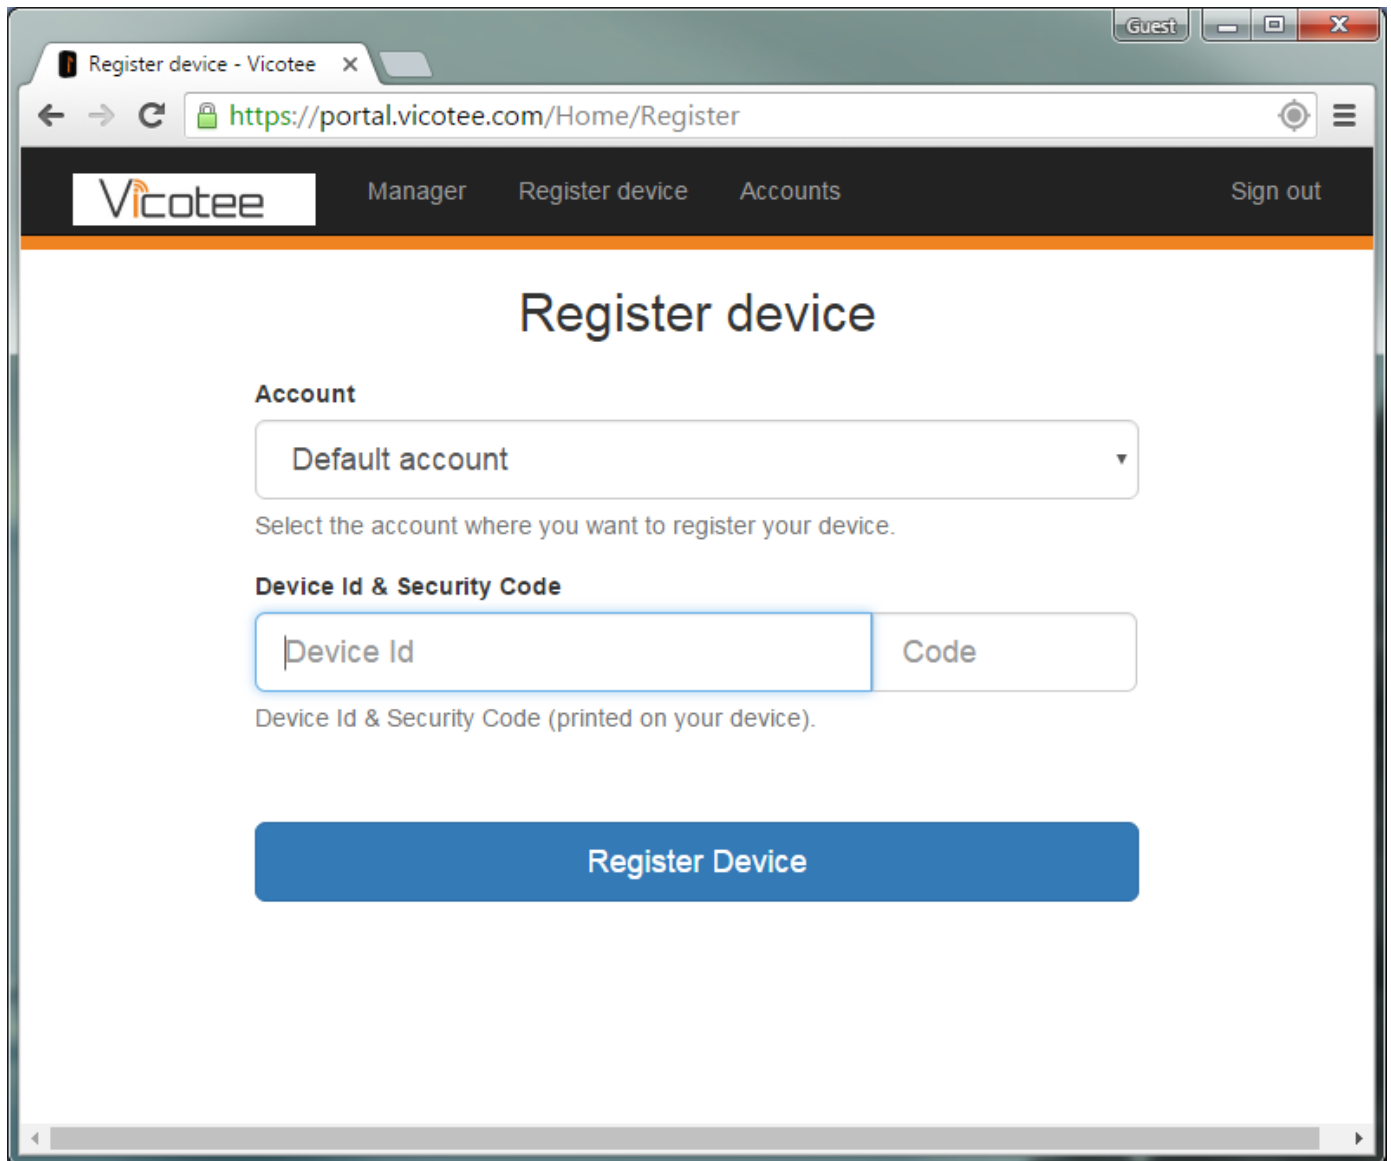 Guest
Register device - Vicotee
https://portal.vicotee.com/Home/Register
Vicotee Manager Register device Accounts Sign out
Register device
Account
Default account
Select the account where you want to register your device.
Device Id & Security Code
Device Id Code
Device Id & Security Code (printed on your device).
Register Device